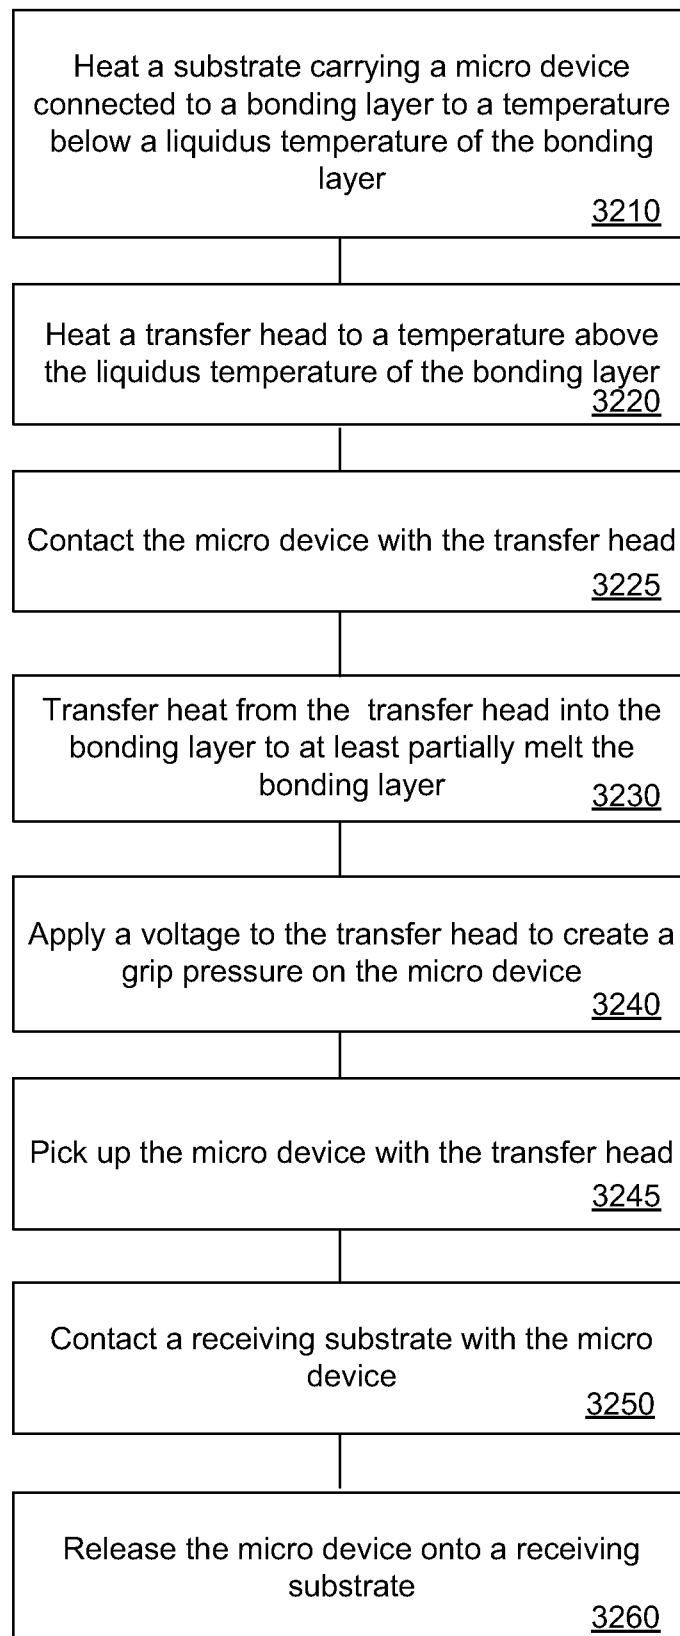 Heat a substrate carrying a micro device
connected to a bonding layer to a temperature
below a liquidus temperature of the bonding
layer
3210
Heat a transfer head to a temperature above
the liquidus temperature of the bonding layer
3220
Contact the micro device with the transfer head
3225
Transfer heat from the transfer head into the
bonding layer to at least partially melt the
bonding layer
3230
Apply a voltage to the transfer head to create a
grip pressure on the micro device
3240
Pick up the micro device with the transfer head
3245
Contact a receiving substrate with the micro
device
3250
Release the micro device onto a receiving
substrate
3260